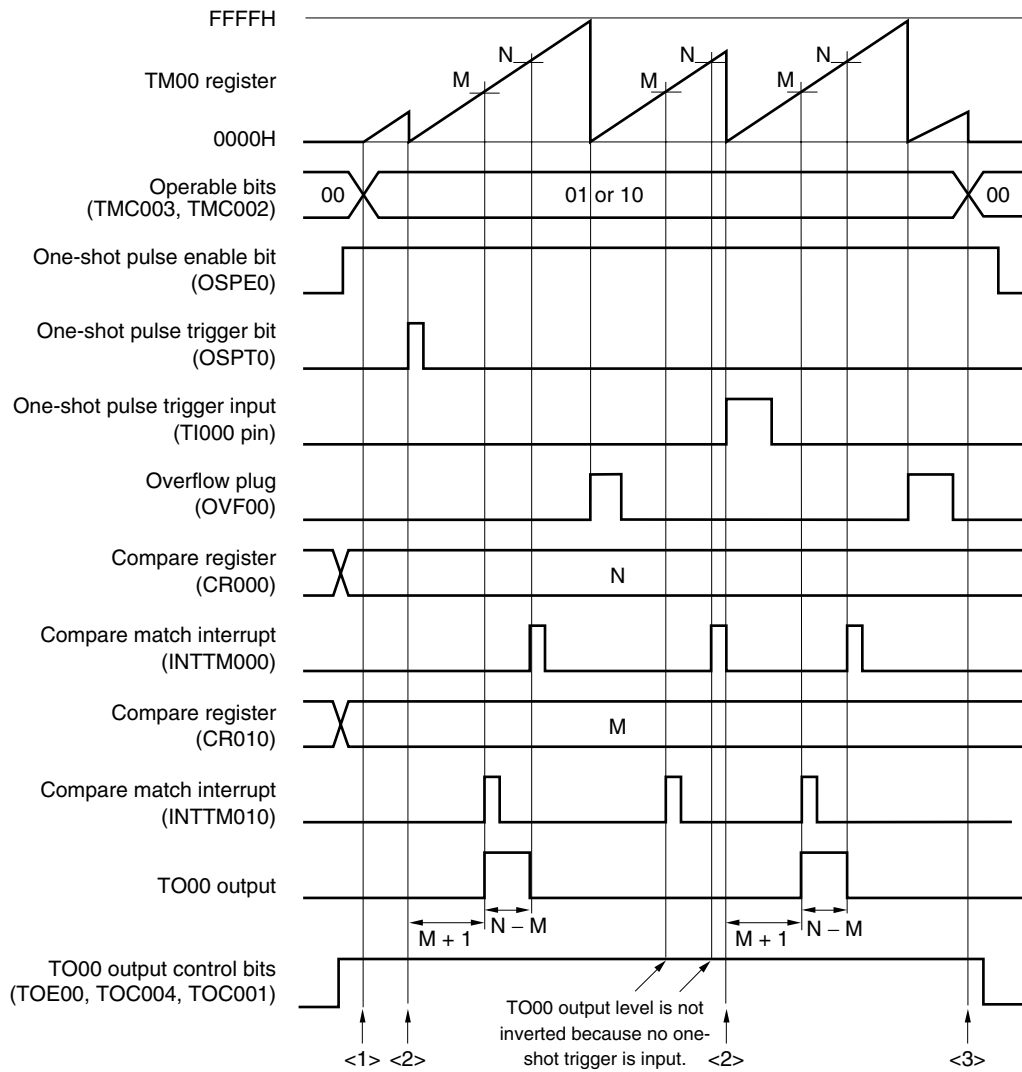 FFFFH
TM00 register
0000H
M
N
M
N
M
N
Operable bits
(TMC003, TMC002)
00
01 or 10
00
One-shot pulse enable bit
(OSPE0)
One-shot pulse trigger bit
(OSPT0)
One-shot pulse trigger input
(TI000 pin)
Overflow plug
(OVF00)
Compare register
(CR000)
N
Compare match interrupt
(INTTM000)
Compare register
(CR010)
M
Compare match interrupt
(INTTM010)
TO00 output
M + 1
N − M
M + 1
N − M
TO00 output control bits
(TOE00, TOC004, TOC001)
TO00 output level is not
inverted because no one-
shot trigger is input.
<1> <2> <2> <3>